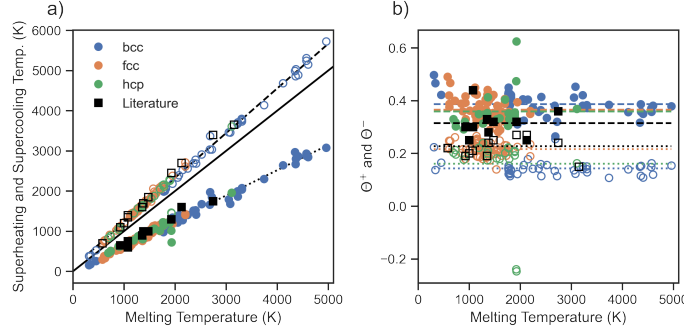 a)
b)
Superheating and Supercooling Temp. (K)
6000
5000
4000
3000
2000
1000
0
bcc
fcc
hcp
Literature
0
1000
2000
3000
4000
5000
Melting Temperature (K)
Θ+ and Θ−
0.6
0.4
0.2
0.0
−0.2
0
1000
2000
3000
4000
5000
Melting Temperature (K)